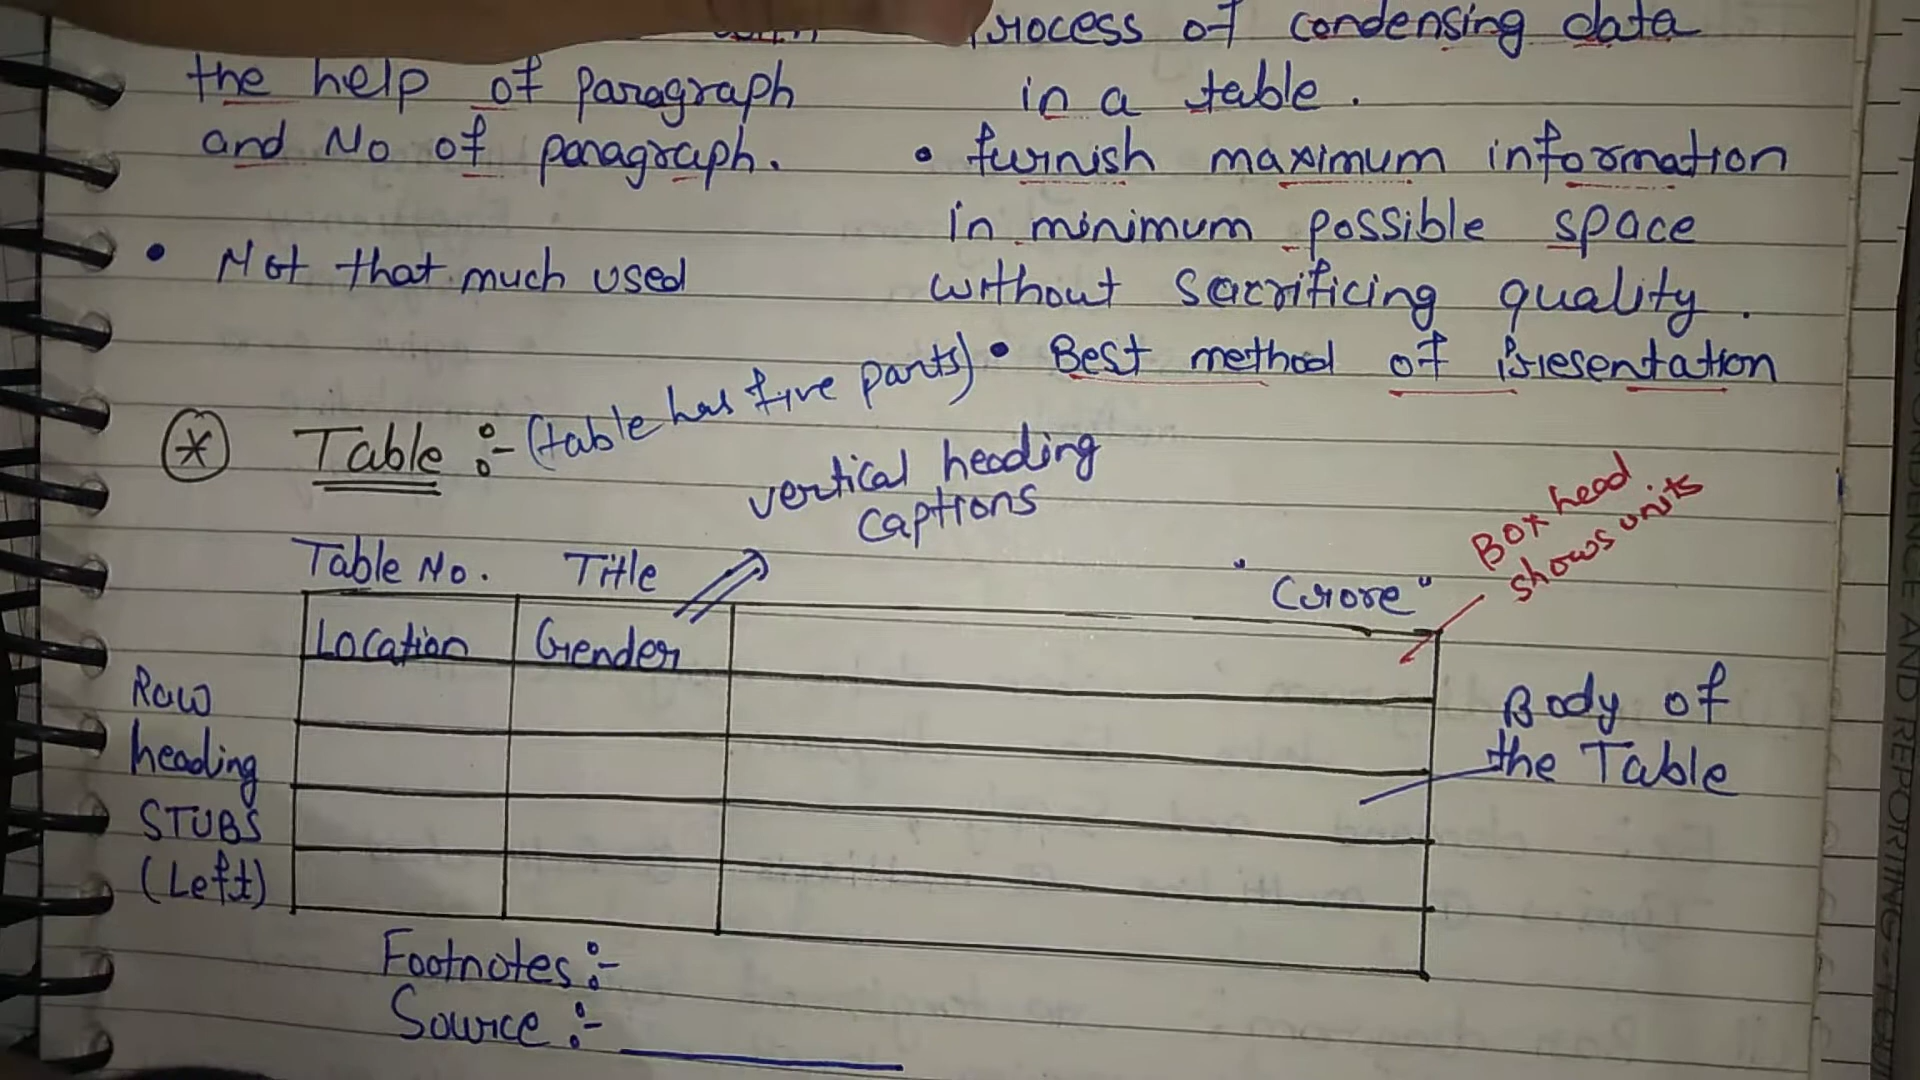 the help of paragraph
and No of paragraph.
• Not that much used
process of condensing data
in a table.
• furnish maximum information
in minimum possible space
without sacrificing quality.
• Best method of Presentation
* Table :- (table has five parts)
vertical heading
captions
Box head
shows units
Table No. Title "Crore"
Location Gender
Raw
heading
STUBS
(Left)
Body of
the Table
Footnotes :-
Source :-